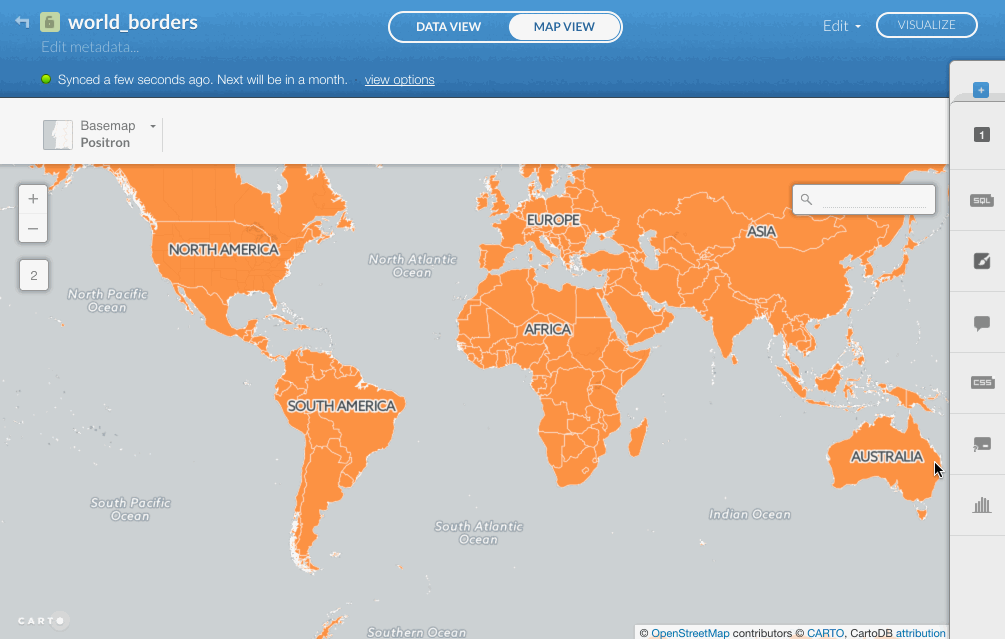 world_borders
DATA VIEW
MAP VIEW
Edit
VISUALIZE
Edit metadata...
Synced a few seconds ago. Next will be in a month. view options
+
Basemap
Positron
1
SQL
CSS
?
+
−
2
EUROPE
ASIA
NORTH AMERICA
North Atlantic
Ocean
North Pacific
Ocean
AFRICA
SOUTH AMERICA
AUSTRALIA
South Pacific
Ocean
Indian Ocean
South Atlantic
Ocean
CARTO
Southern Ocean
© OpenStreetMap contributors © CARTO, CartoDB attribution